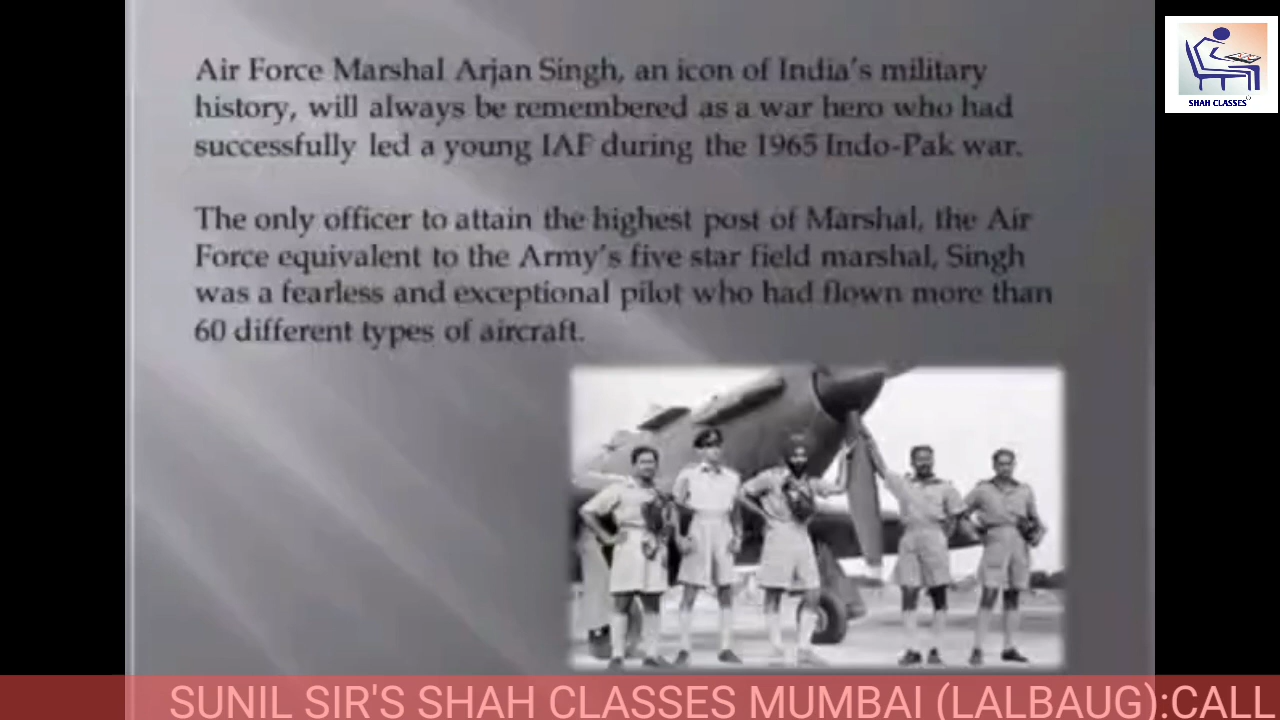 Air Force Marshal Arjan Singh, an icon of India's military
history, will always be remembered as a war hero who had
successfully led a young IAF during the 1965 Indo-Pak war.
The only officer to attain the highest post of Marshal, the Air
Force equivalent to the Army's five star field marshal, Singh
was a fearless and exceptional pilot who had flown more than
60 different types of aircraft.
SHAH CLASSES
SUNIL SIR'S SHAH CLASSES MUMBAI (LALBAUG):CALL